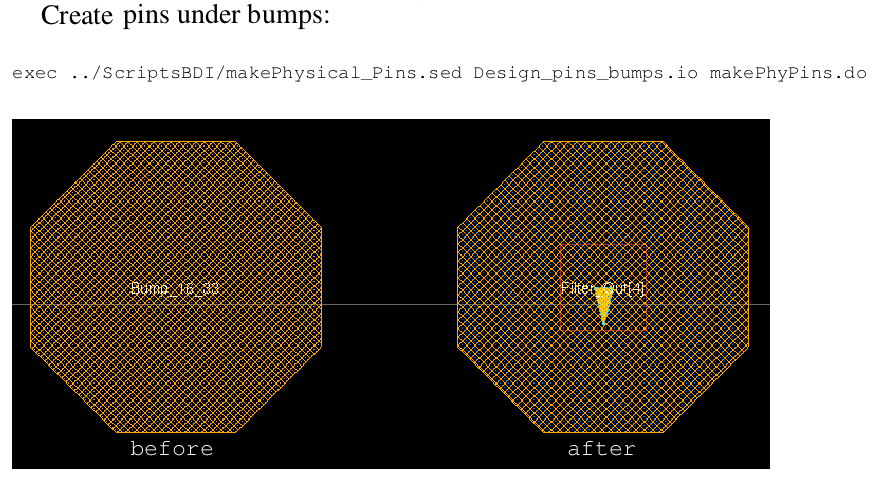 Create pins under bumps:
exec ../ScriptsBDI/makePhysical_Pins.sed Design_pins_bumps.io makePhyPins.do
Bump_16_33
Filter_Out[4]
before
after